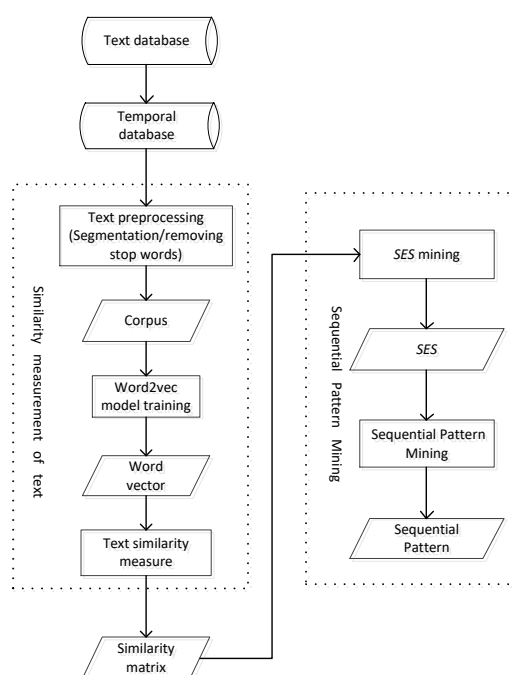 Text database
Temporal
database
Text preprocessing
(Segmentation/removing
stop words)
Corpus
Word2vec
model training
Word
vector
Text similarity
measure
Similarity measurement of text
Similarity
matrix
SES mining
SES
Sequential Pattern
Mining
Sequential
Pattern
Sequential Pattern Mining